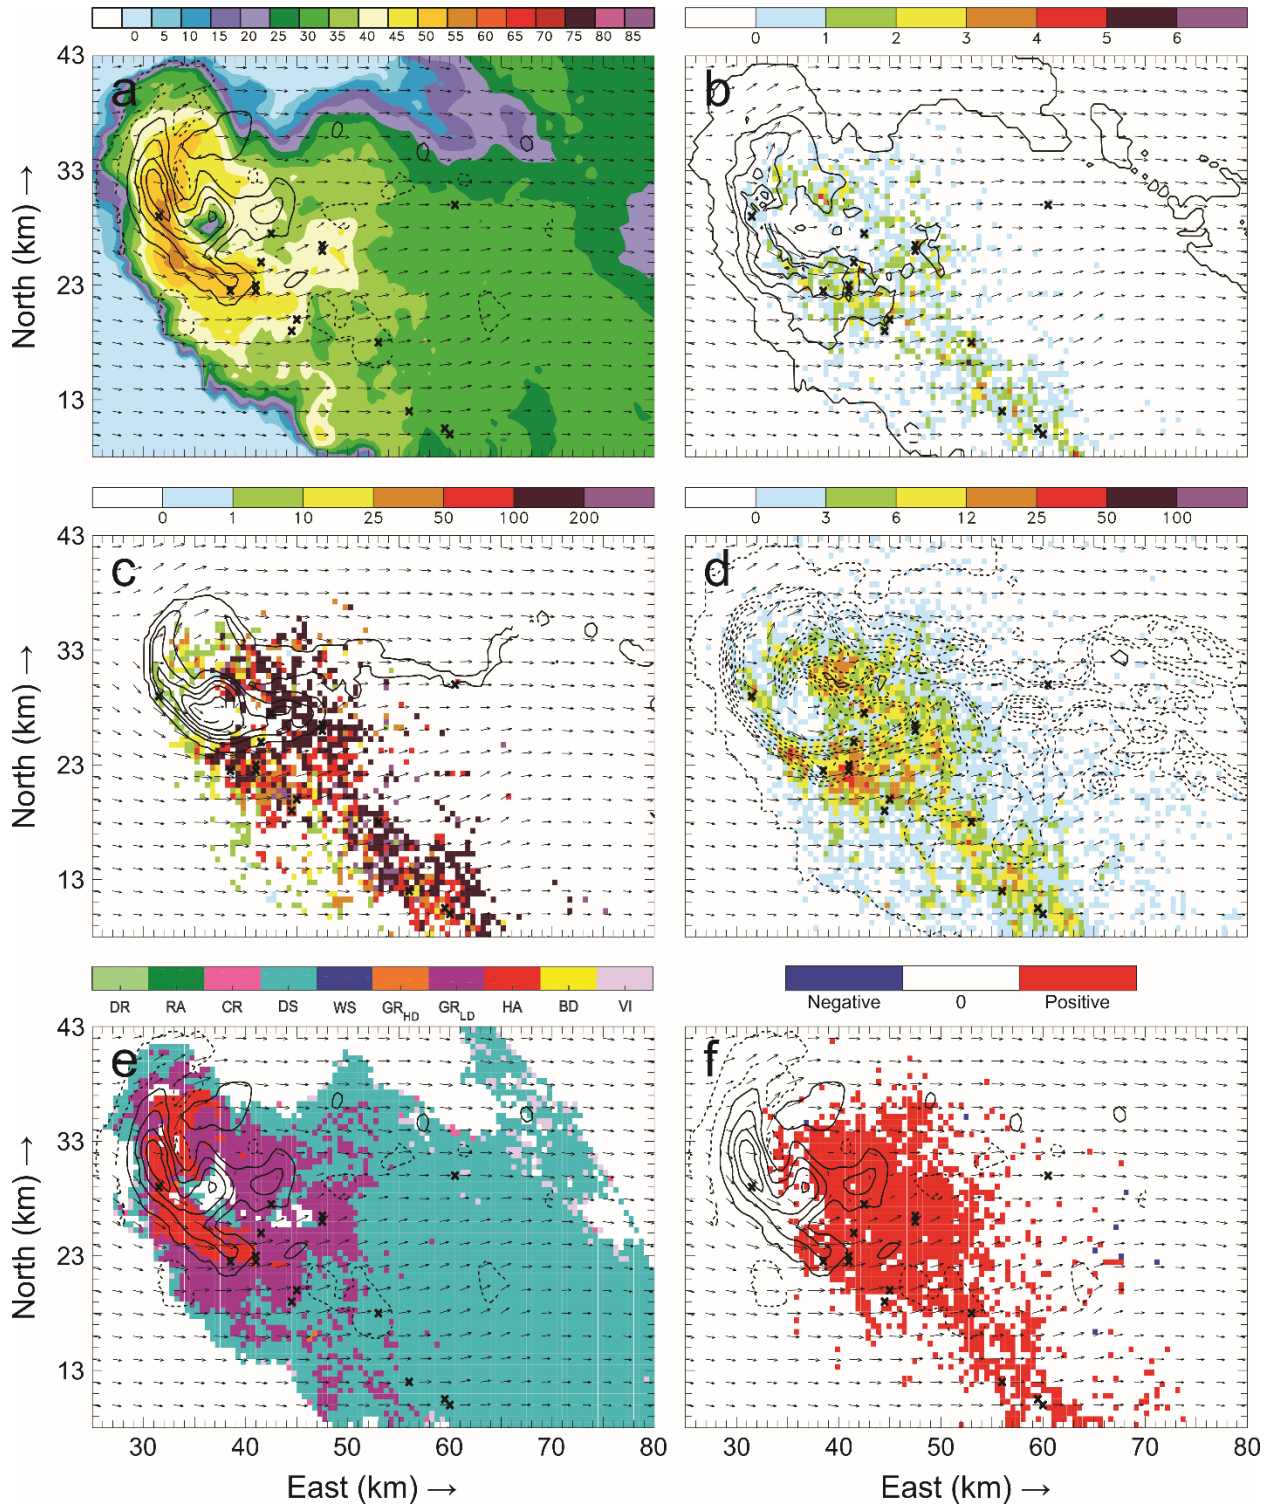 0 5 10 15 20 25 30 35 40 45 50 55 60 65 70 75 80 85
0 1 2 3 4 5 6
43
33
23
13
North (km) →
a
b
0 1 10 25 50 100 200
0 3 6 12 25 50 100
43
33
23
13
North (km) →
c
d
DR RA CR DS WS GR_HD GR_LD HA BD VI
Negative 0 Positive
43
33
23
13
North (km) →
e
f
30 40 50 60 70 80
30 40 50 60 70 80
East (km) →
East (km) →